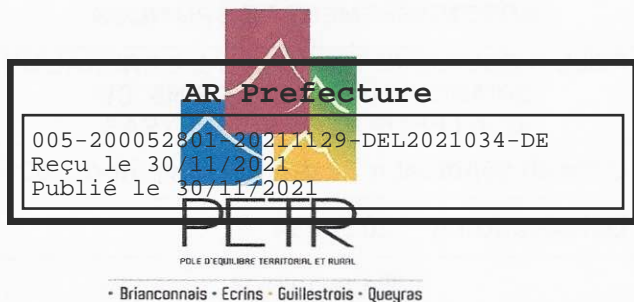 AR Prefecture
005-200052801-20211129-DEL2021034-DE
Reçu le 30/11/2021
Publié le 30/11/2021
PETR
POLE D'EQUILIBRE TERRITORIAL ET RURAL
- Brianconnais - Ecrins - Guillestrois - Queyras